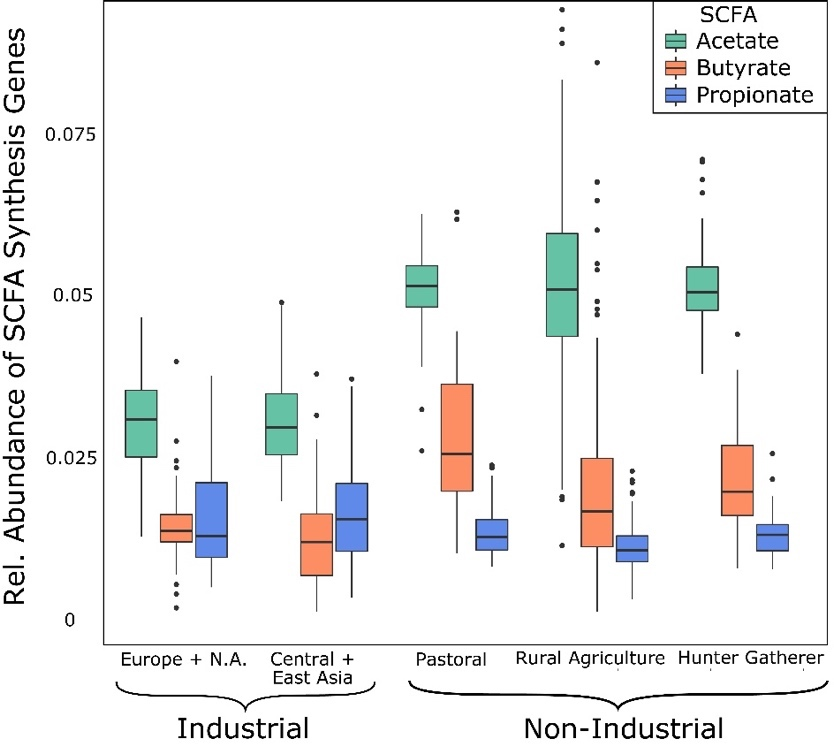 Rel. Abundance of SCFA Synthesis Genes
SCFA
Acetate
Butyrate
Propionate
0.075
0.05
0.025
0
Europe + N.A.
Central +
East Asia
Pastoral
Rural Agriculture
Hunter Gatherer
Industrial
Non-Industrial